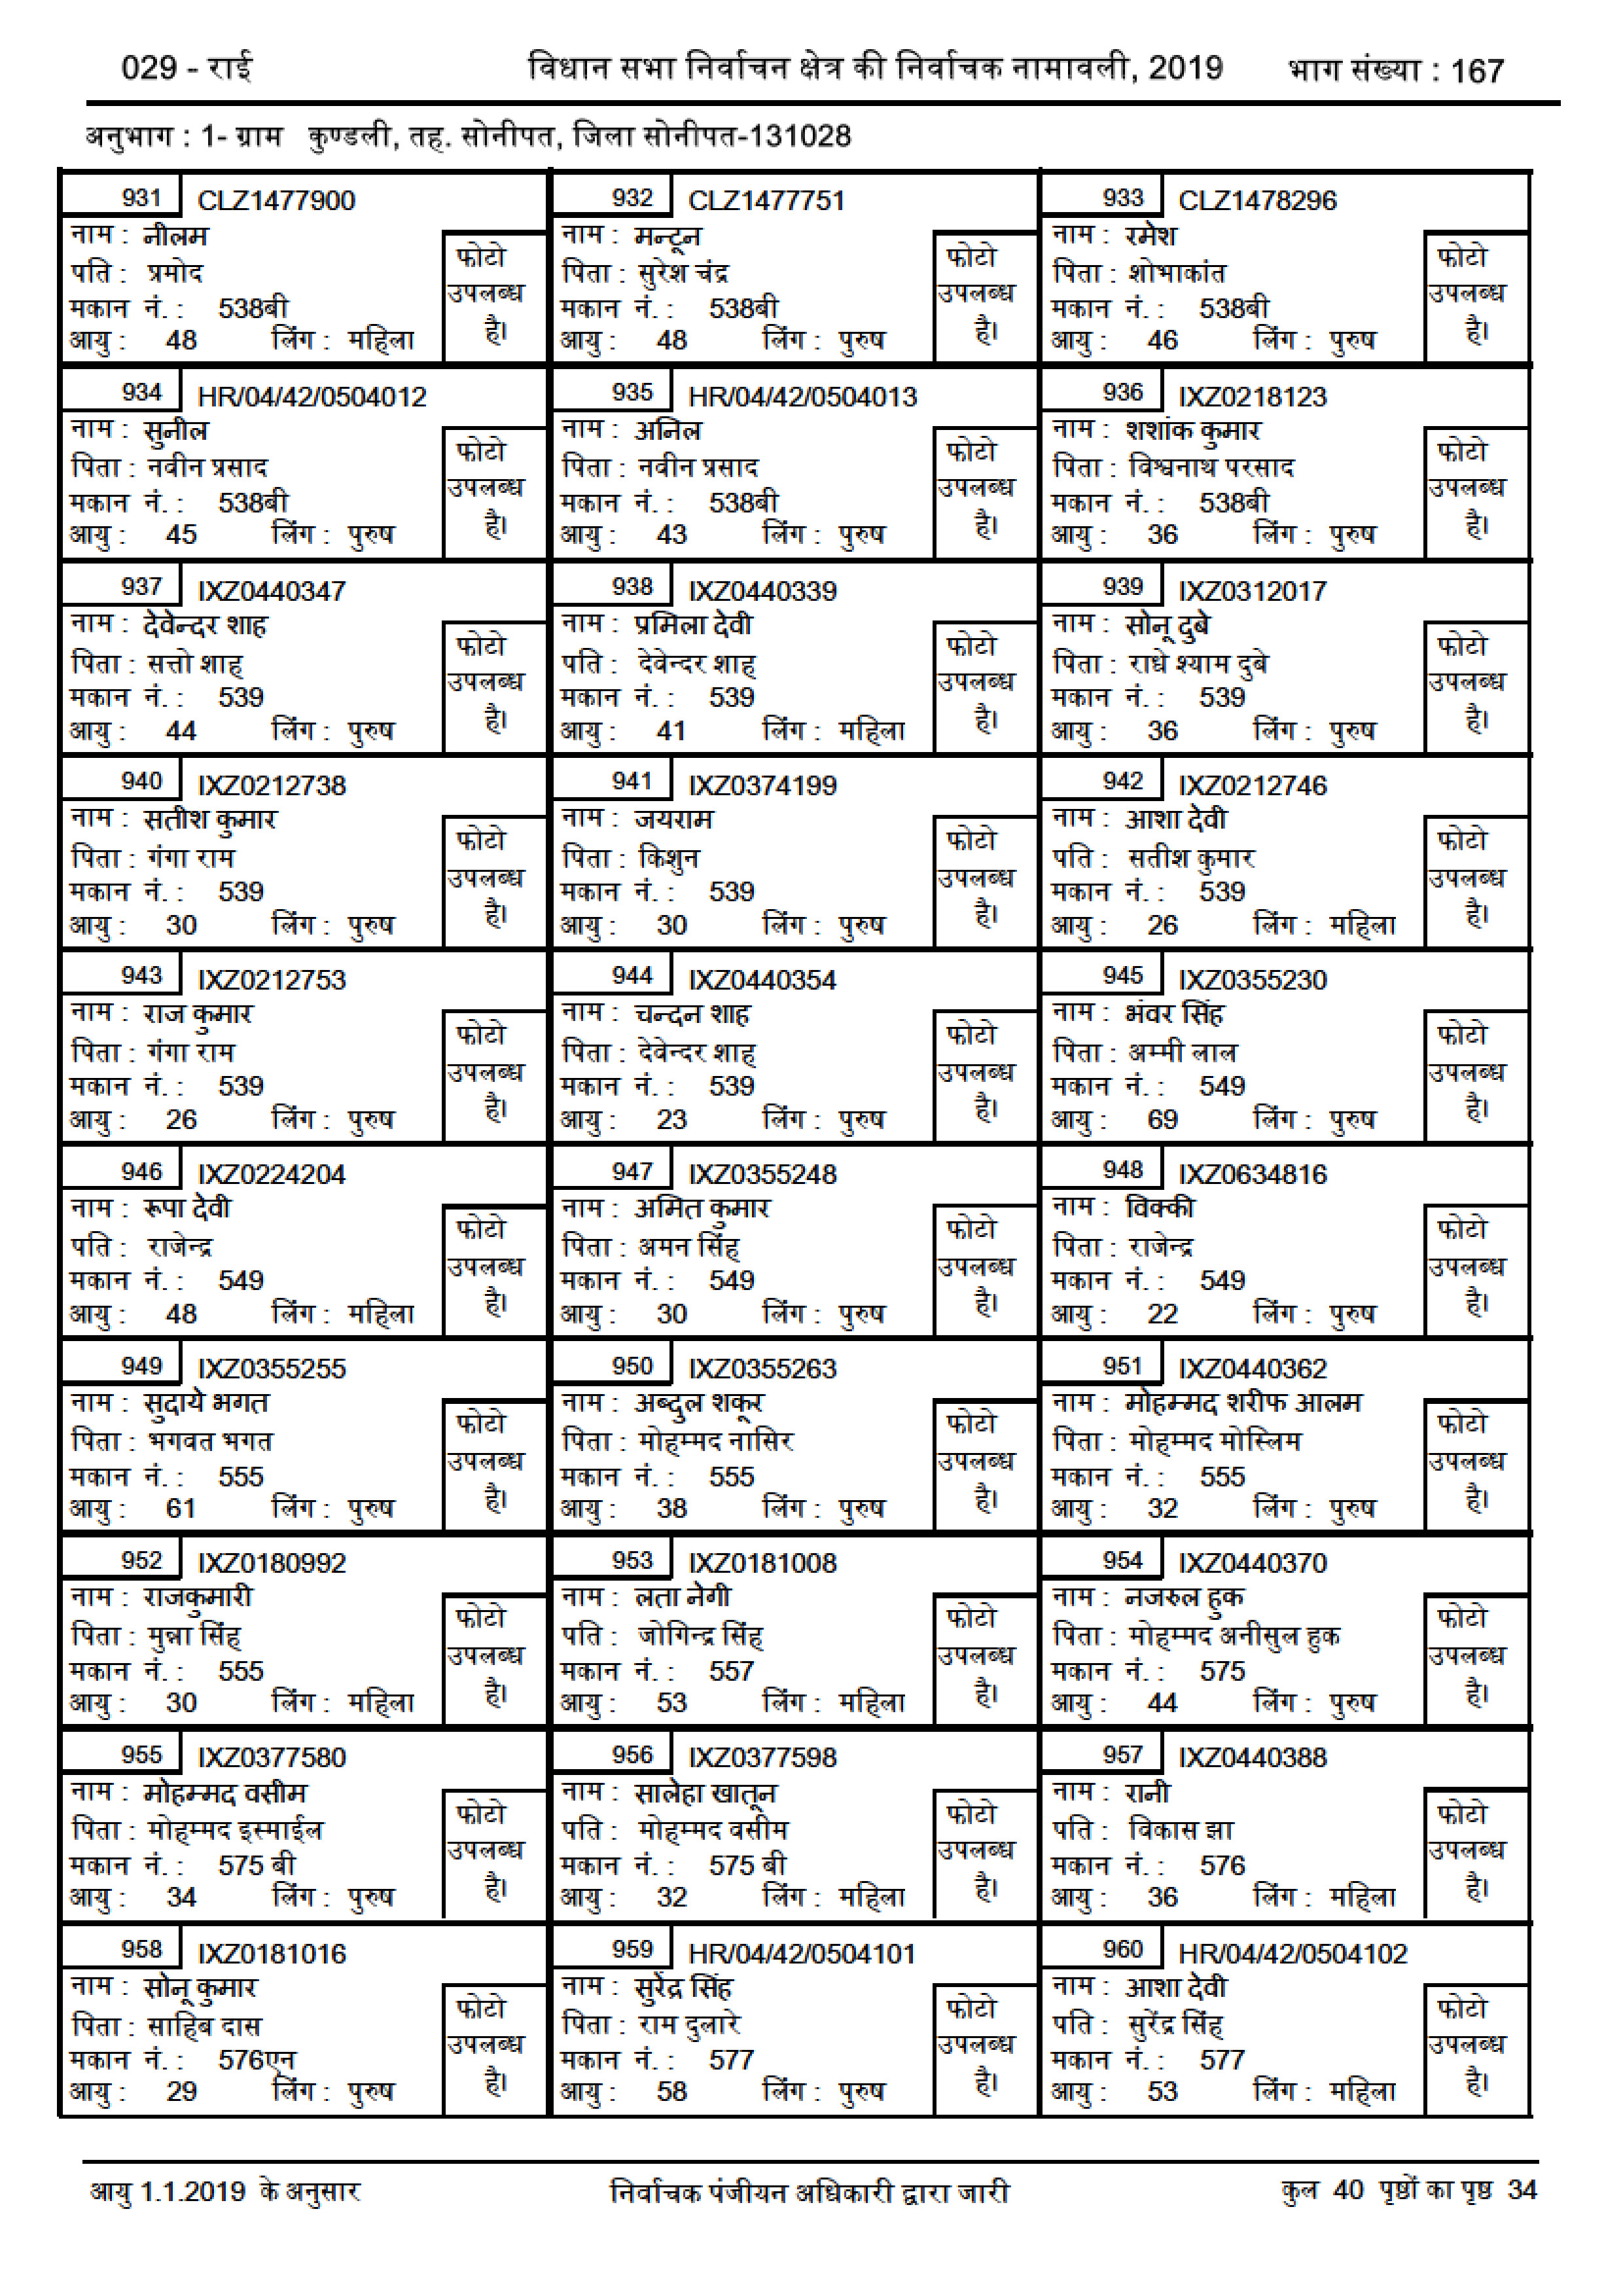 029 - राई विधान सभा निर्वाचन क्षेत्र की निर्वाचक नामावली, 2019 भाग संख्या : 167
अनुभाग : 1- ग्राम कुण्डली, तह. सोनीपत, जिला सोनीपत-131028
931 CLZ1477900
नाम : नीलम
पति : प्रमोद
मकान नं. : 538बी
आयु : 48 लिंग : महिला
फोटो
उपलब्ध
है।
932 CLZ1477751
नाम : मन्टून
पिता : सुरेश चंद्र
मकान नं. : 538बी
आयु : 48 लिंग : पुरुष
फोटो
उपलब्ध
है।
933 CLZ1478296
नाम : रमेश
पिता : शोभाकांत
मकान नं. : 538बी
आयु : 46 लिंग : पुरुष
फोटो
उपलब्ध
है।
934 HR/04/42/0504012
नाम : सुनील
पिता : नवीन प्रसाद
मकान नं. : 538बी
आयु : 45 लिंग : पुरुष
फोटो
उपलब्ध
है।
935 HR/04/42/0504013
नाम : अनिल
पिता : नवीन प्रसाद
मकान नं. : 538बी
आयु : 43 लिंग : पुरुष
फोटो
उपलब्ध
है।
936 IXZ0218123
नाम : शशांक कुमार
पिता : विश्वनाथ परसाद
मकान नं. : 538बी
आयु : 36 लिंग : पुरुष
फोटो
उपलब्ध
है।
937 IXZ0440347
नाम : देवेन्दर शाह
पिता : सत्तो शाह
मकान नं. : 539
आयु : 44 लिंग : पुरुष
फोटो
उपलब्ध
है।
938 IXZ0440339
नाम : प्रमिला देवी
पति : देवेन्दर शाह
मकान नं. : 539
आयु : 41 लिंग : महिला
फोटो
उपलब्ध
है।
939 IXZ0312017
नाम : सोनू दुबे
पिता : राधे श्याम दुबे
मकान नं. : 539
आयु : 36 लिंग : पुरुष
फोटो
उपलब्ध
है।
940 IXZ0212738
नाम : सतीश कुमार
पिता : गंगा राम
मकान नं. : 539
आयु : 30 लिंग : पुरुष
फोटो
उपलब्ध
है।
941 IXZ0374199
नाम : जयराम
पिता : किशुन
मकान नं. : 539
आयु : 30 लिंग : पुरुष
फोटो
उपलब्ध
है।
942 IXZ0212746
नाम : आशा देवी
पति : सतीश कुमार
मकान नं. : 539
आयु : 26 लिंग : महिला
फोटो
उपलब्ध
है।
943 IXZ0212753
नाम : राज कुमार
पिता : गंगा राम
मकान नं. : 539
आयु : 26 लिंग : पुरुष
फोटो
उपलब्ध
है।
944 IXZ0440354
नाम : चन्दन शाह
पिता : देवेन्दर शाह
मकान नं. : 539
आयु : 23 लिंग : पुरुष
फोटो
उपलब्ध
है।
945 IXZ0355230
नाम : भंवर सिंह
पिता : अम्मी लाल
मकान नं. : 549
आयु : 69 लिंग : पुरुष
फोटो
उपलब्ध
है।
946 IXZ0224204
नाम : रूपा देवी
पति : राजेन्द्र
मकान नं. : 549
आयु : 48 लिंग : महिला
फोटो
उपलब्ध
है।
947 IXZ0355248
नाम : अमित कुमार
पिता : अमन सिंह
मकान नं. : 549
आयु : 30 लिंग : पुरुष
फोटो
उपलब्ध
है।
948 IXZ0634816
नाम : विक्की
पिता : राजेन्द्र
मकान नं. : 549
आयु : 22 लिंग : पुरुष
फोटो
उपलब्ध
है।
949 IXZ0355255
नाम : सुदाये भगत
पिता : भगवत भगत
मकान नं. : 555
आयु : 61 लिंग : पुरुष
फोटो
उपलब्ध
है।
950 IXZ0355263
नाम : अब्दुल शकूर
पिता : मोहम्मद नासिर
मकान नं. : 555
आयु : 38 लिंग : पुरुष
फोटो
उपलब्ध
है।
951 IXZ0440362
नाम : मोहम्मद शरीफ आलम
पिता : मोहम्मद मोस्लिम
मकान नं. : 555
आयु : 32 लिंग : पुरुष
फोटो
उपलब्ध
है।
952 IXZ0180992
नाम : राजकुमारी
पिता : मुन्ना सिंह
मकान नं. : 555
आयु : 30 लिंग : महिला
फोटो
उपलब्ध
है।
953 IXZ0181008
नाम : लता नेगी
पति : जोगिन्द्र सिंह
मकान नं. : 557
आयु : 53 लिंग : महिला
फोटो
उपलब्ध
है।
954 IXZ0440370
नाम : नजरुल हुक
पिता : मोहम्मद अनीसुल हुक
मकान नं. : 575
आयु : 44 लिंग : पुरुष
फोटो
उपलब्ध
है।
955 IXZ0377580
नाम : मोहम्मद वसीम
पिता : मोहम्मद इस्माईल
मकान नं. : 575 बी
आयु : 34 लिंग : पुरुष
फोटो
उपलब्ध
है।
956 IXZ0377598
नाम : सालेहा खातून
पति : मोहम्मद वसीम
मकान नं. : 575 बी
आयु : 32 लिंग : महिला
फोटो
उपलब्ध
है।
957 IXZ0440388
नाम : रानी
पति : विकास झा
मकान नं. : 576
आयु : 36 लिंग : महिला
फोटो
उपलब्ध
है।
958 IXZ0181016
नाम : सोनू कुमार
पिता : साहिब दास
मकान नं. : 576एन
आयु : 29 लिंग : पुरुष
फोटो
उपलब्ध
है।
959 HR/04/42/0504101
नाम : सुरेंद्र सिंह
पिता : राम दुलारे
मकान नं. : 577
आयु : 58 लिंग : पुरुष
फोटो
उपलब्ध
है।
960 HR/04/42/0504102
नाम : आशा देवी
पति : सुरेंद्र सिंह
मकान नं. : 577
आयु : 53 लिंग : महिला
फोटो
उपलब्ध
है।
आयु 1.1.2019 के अनुसार निर्वाचक पंजीयन अधिकारी द्वारा जारी कुल 40 पृष्ठों का पृष्ठ 34